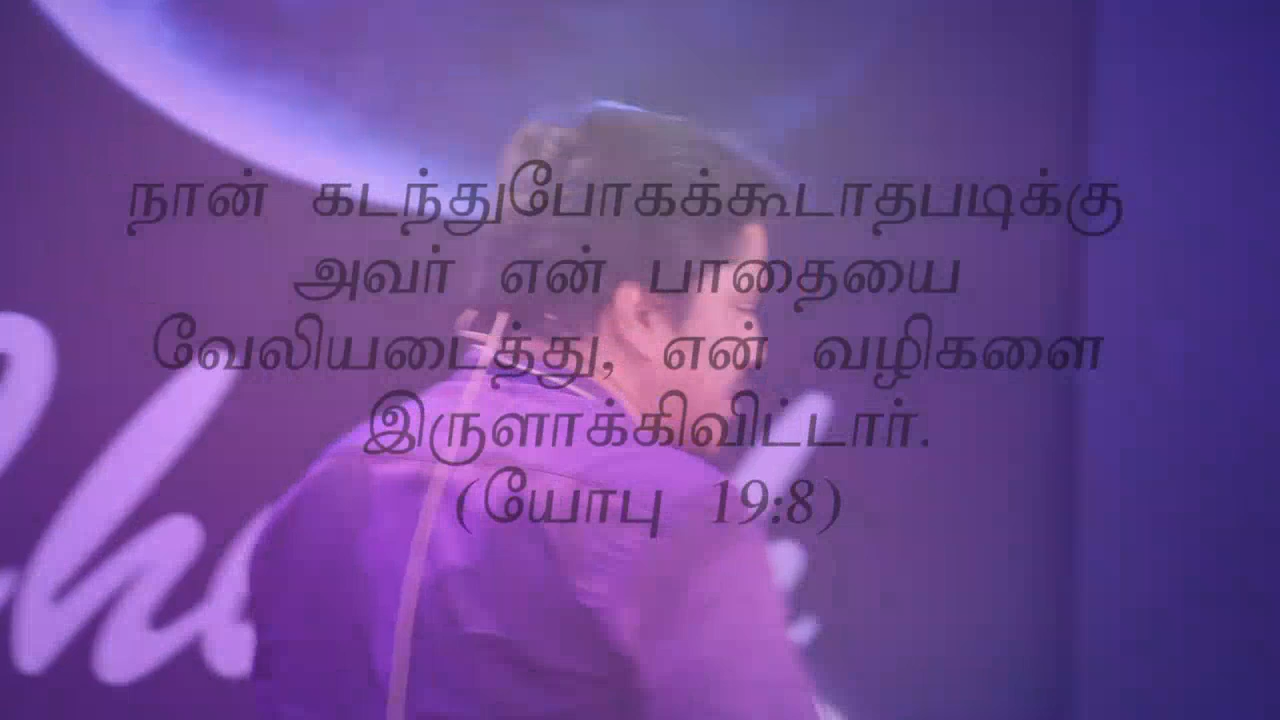 நான் கடந்துபோகக்கூடாதபடிக்கு
அவர் என் பாதையை
வேலியடைத்து, என் வழிகளை
இருளாக்கிவிட்டார்.
(யோபு 19:8)